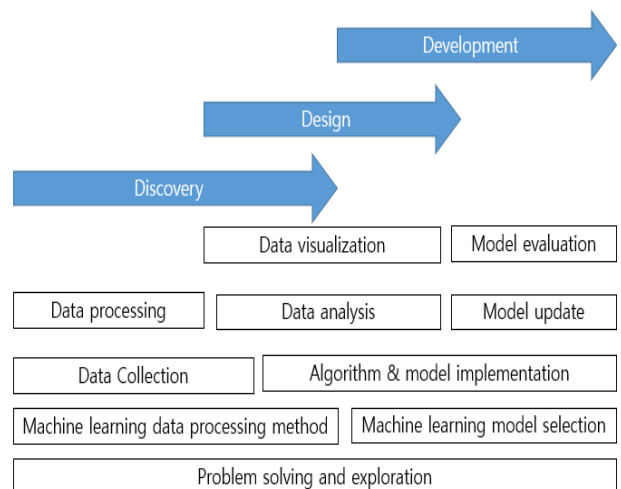 Development
Design
Discovery
Data visualization
Model evaluation
Data processing
Data analysis
Model update
Data Collection
Algorithm & model implementation
Machine learning data processing method
Machine learning model selection
Problem solving and exploration